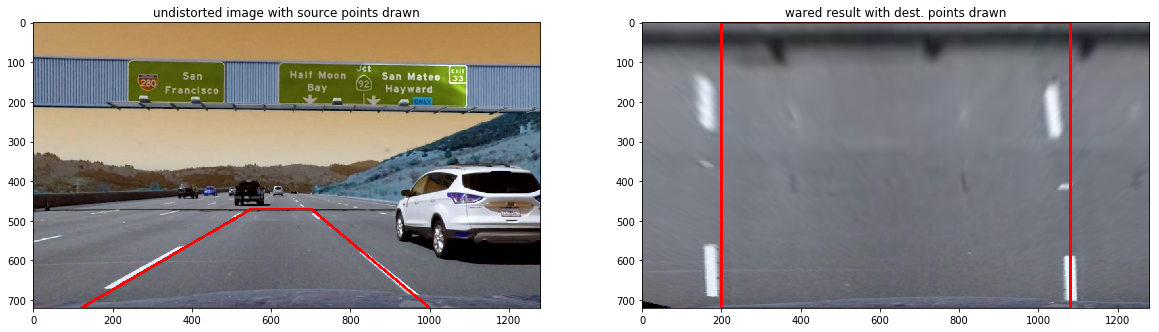 undistorted image with source points drawn
wared result with dest. points drawn
0
100
200
300
400
500
600
700
0 200 400 600 800 1000 1200
280
San
Francisco
Half Moon
Bay
Jct
92
San Mateo
Hayward
EXIT
33
ONLY
0
100
200
300
400
500
600
700
0 200 400 600 800 1000 1200